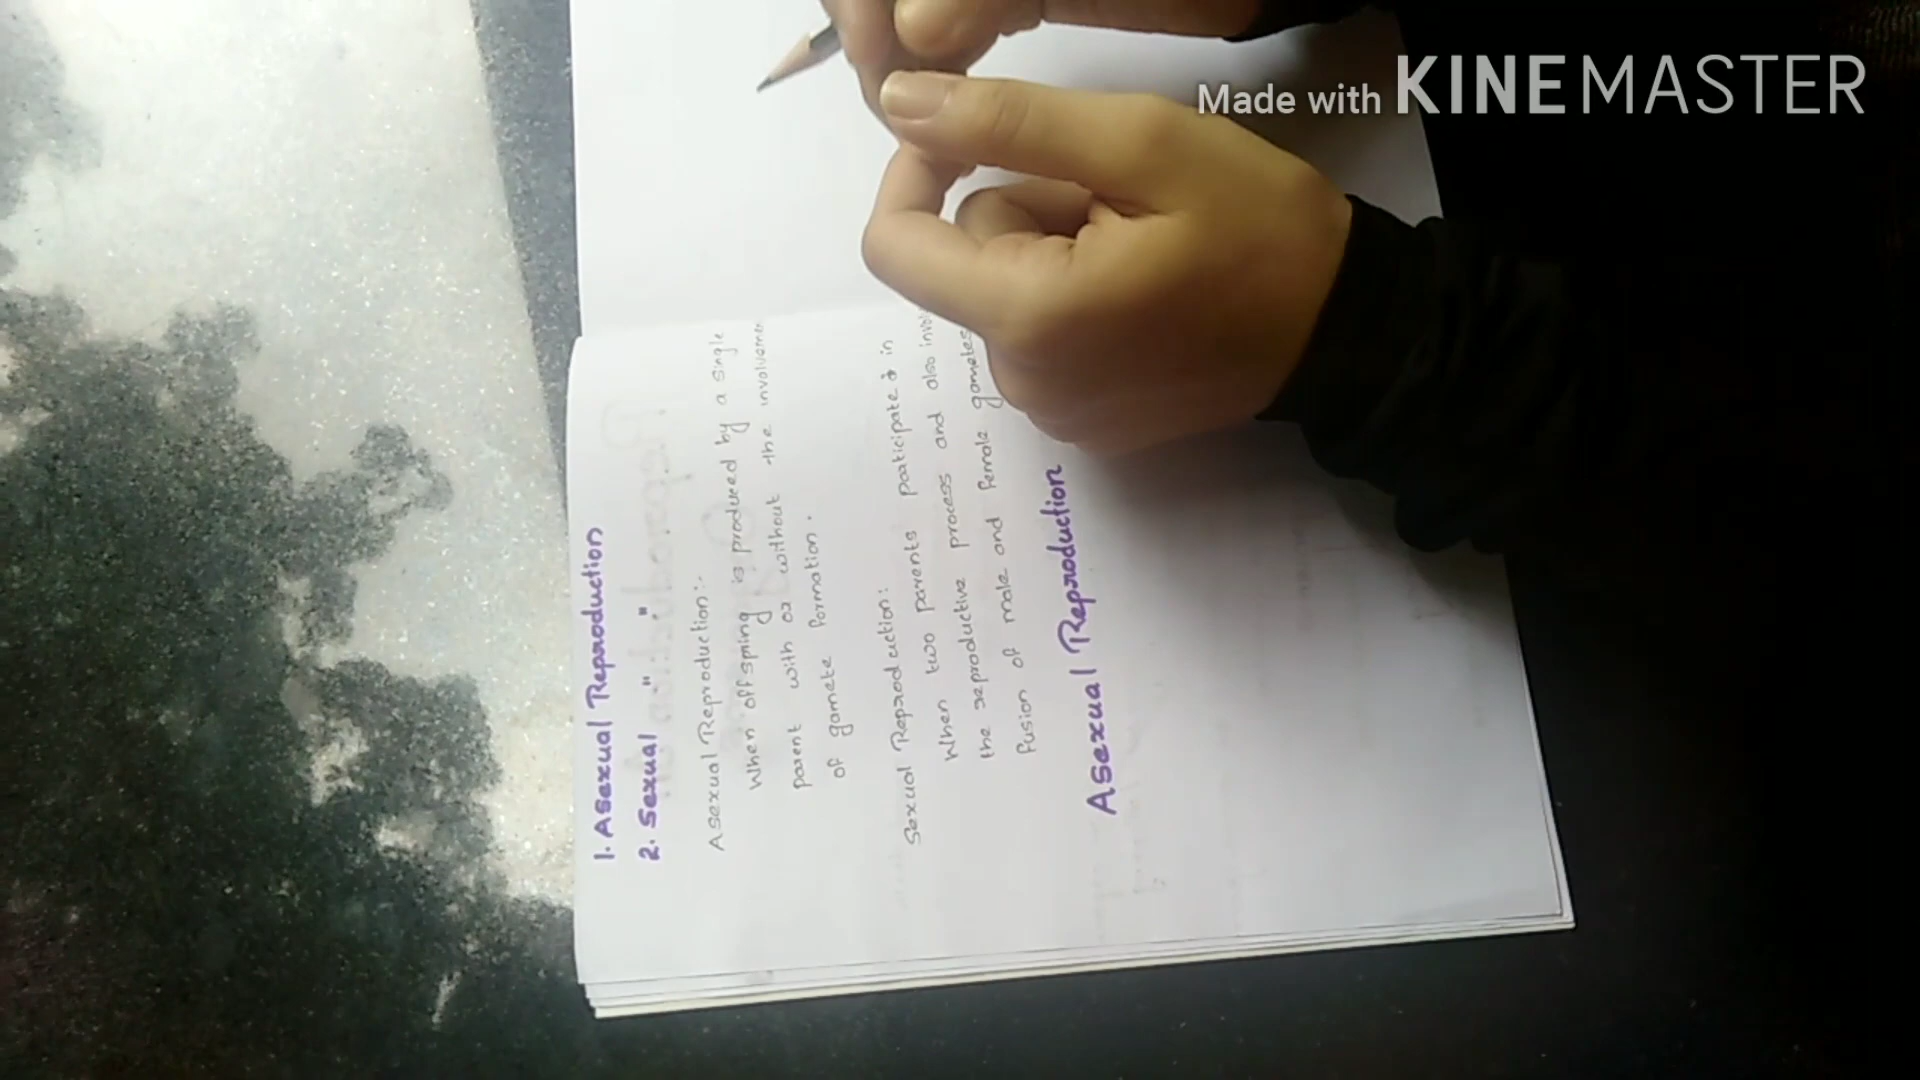 Made with KINEMASTER
1. Asexual Reproduction
2. Sexual " "
Asexual Reproduction:-
When offspring is produced by a single
parent with or without the involvemen
of gamete formation.
Sexual Reproduction:
When two parents participate in
the reproductive process and also involv
fusion of male and female gametes
Asexual Reproduction